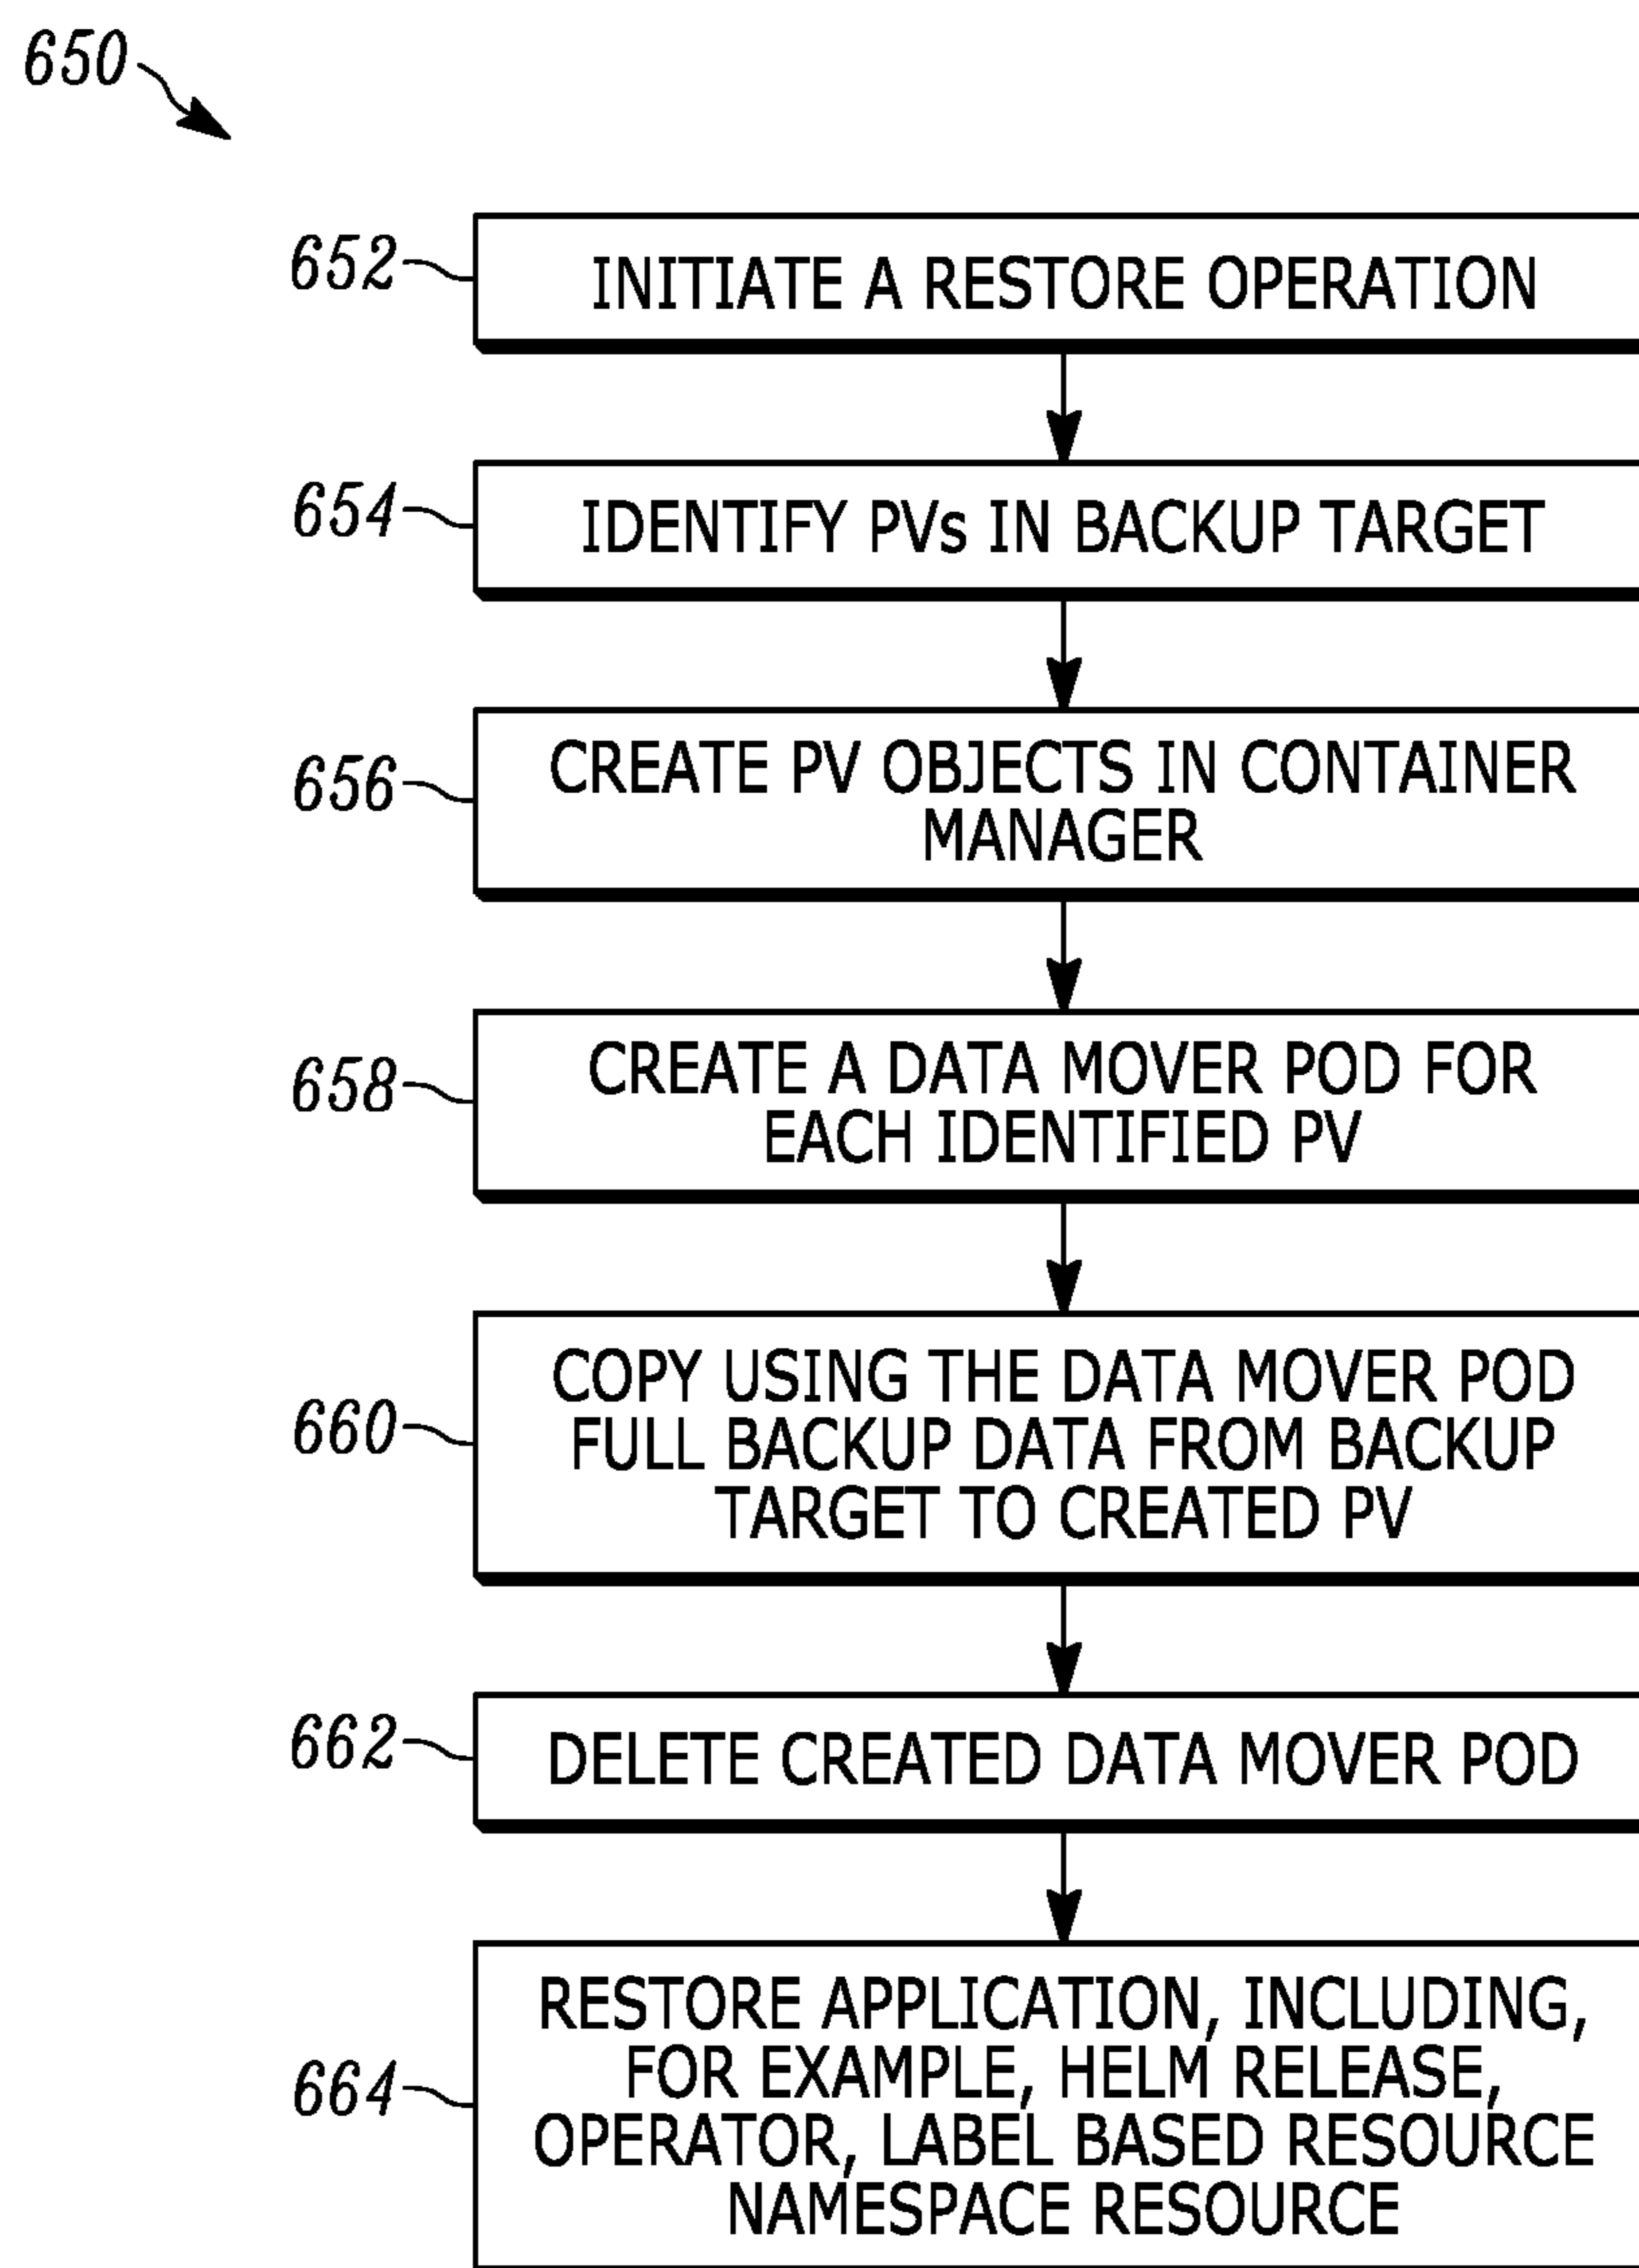 650
652
INITIATE A RESTORE OPERATION
654
IDENTIFY PVs IN BACKUP TARGET
656
CREATE PV OBJECTS IN CONTAINER
MANAGER
658
CREATE A DATA MOVER POD FOR
EACH IDENTIFIED PV
660
COPY USING THE DATA MOVER POD
FULL BACKUP DATA FROM BACKUP
TARGET TO CREATED PV
662
DELETE CREATED DATA MOVER POD
664
RESTORE APPLICATION, INCLUDING,
FOR EXAMPLE, HELM RELEASE,
OPERATOR, LABEL BASED RESOURCE
NAMESPACE RESOURCE